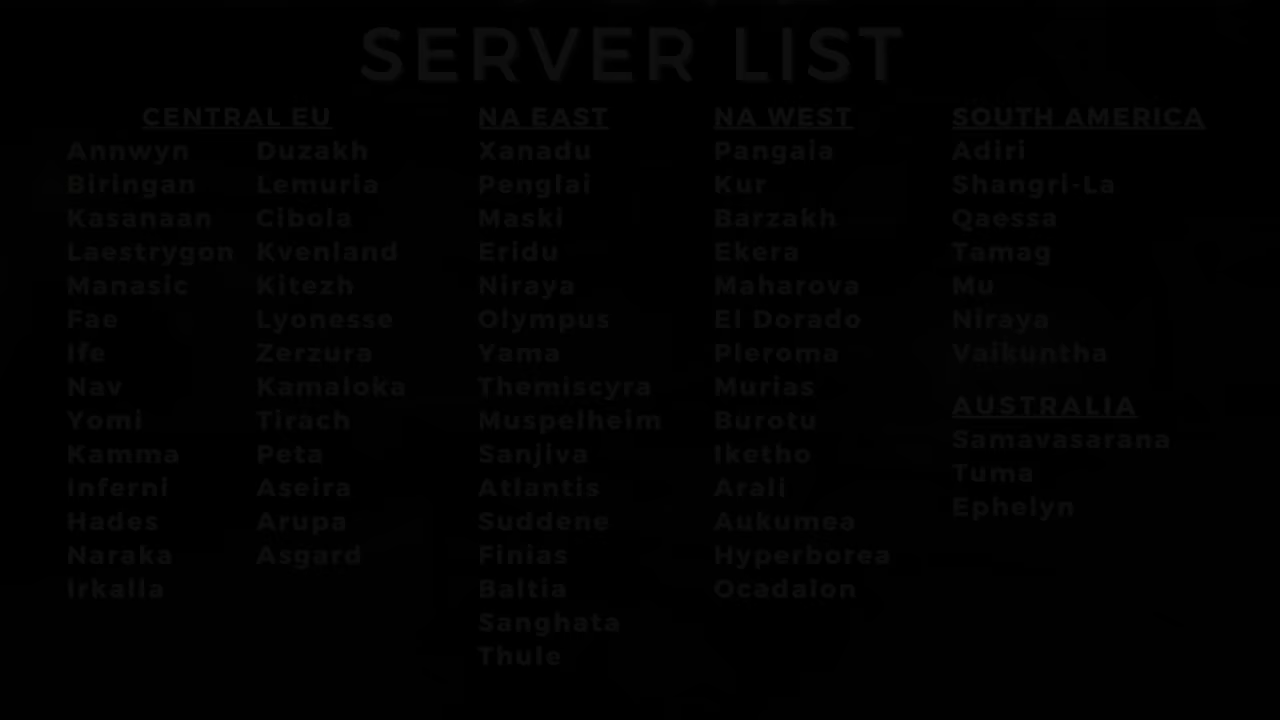 SERVER LIST
CENTRAL EU
Annwyn
Biringan
Kasanaan
Laestrygon
Manasic
Fae
Ife
Nav
Yomi
Kamma
Inferni
Hades
Naraka
Irkalla
Duzakh
Lemuria
Cibola
Kvenland
Kitezh
Lyonesse
Zerzura
Kamaloka
Tirach
Peta
Aseira
Arupa
Asgard
NA EAST
Xanadu
Penglai
Maski
Eridu
Niraya
Olympus
Yama
Themiscyra
Muspelheim
Sanjiva
Atlantis
Suddene
Finias
Baltia
Sanghata
Thule
NA WEST
Pangaia
Kur
Barzakh
Ekera
Maharova
El Dorado
Pleroma
Murias
Burotu
Iketho
Arali
Aukumea
Hyperborea
Ocadalon
SOUTH AMERICA
Adiri
Shangri-La
Qaessa
Tamag
Mu
Niraya
Vaikuntha
AUSTRALIA
Samavasarana
Tuma
Ephelyn